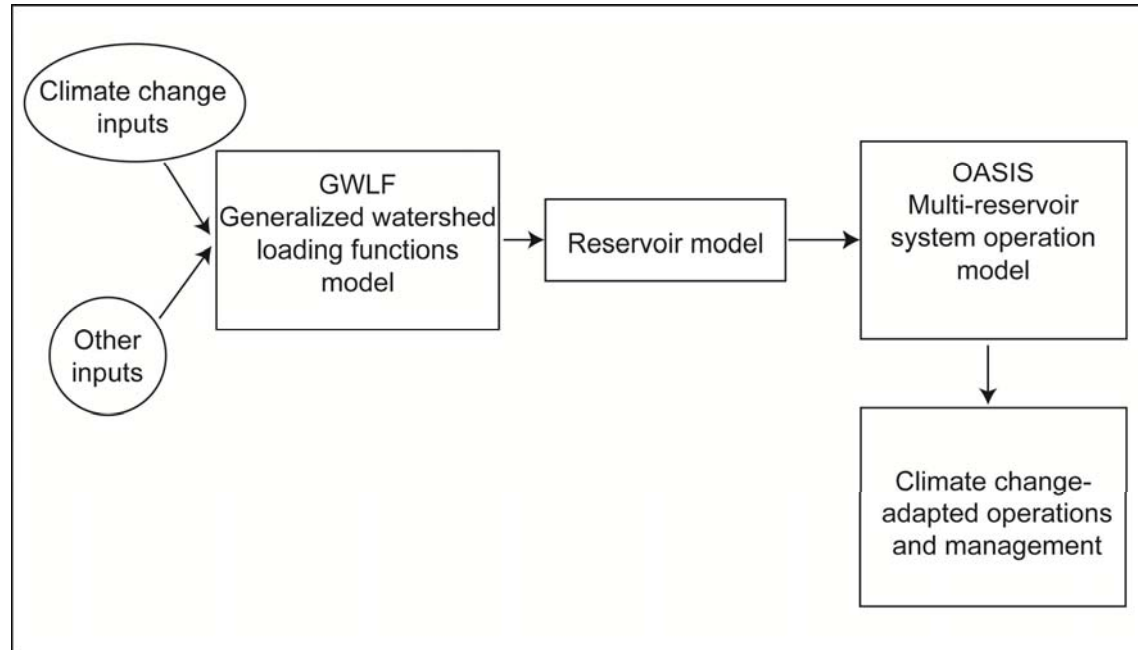 Climate change
inputs
GWLF
Generalized watershed
loading functions
model
Other
inputs
Reservoir model
OASIS
Multi-reservoir
system operation
model
Climate change-
adapted operations
and management